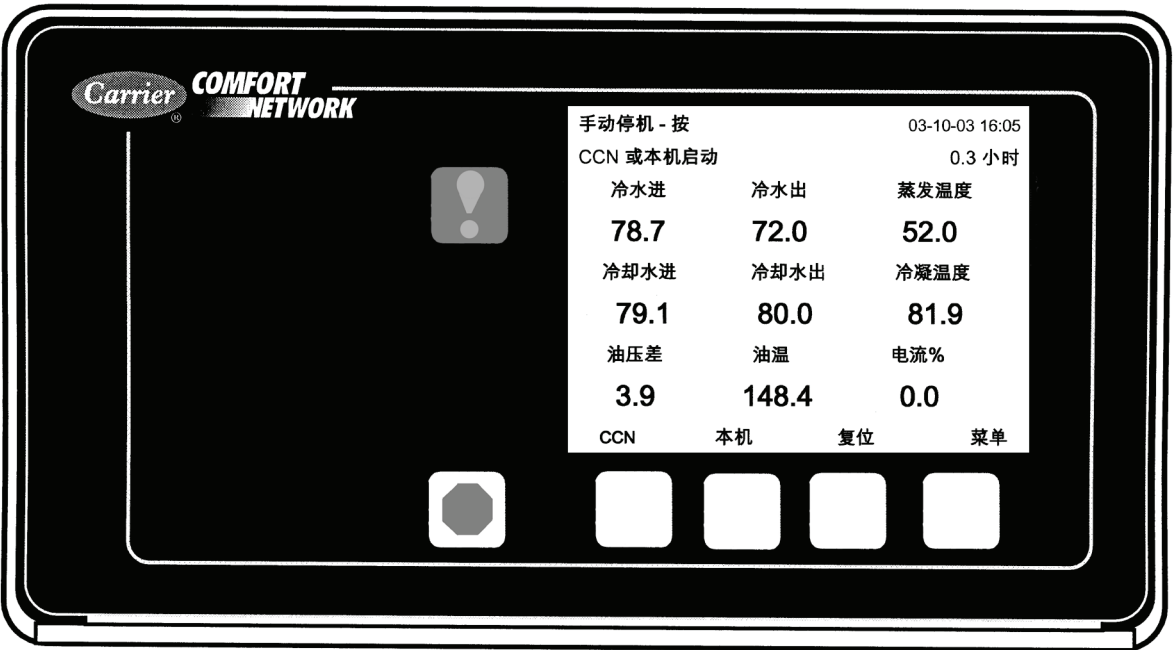 Carrier
®
COMFORT
NETWORK
手动停机 - 按 03-10-03 16:05
CCN 或本机启动 0.3 小时
冷水进 冷水出 蒸发温度
78.7 72.0 52.0
冷却水进 冷却水出 冷凝温度
79.1 80.0 81.9
油压差 油温 电流%
3.9 148.4 0.0
CCN 本机 复位 菜单